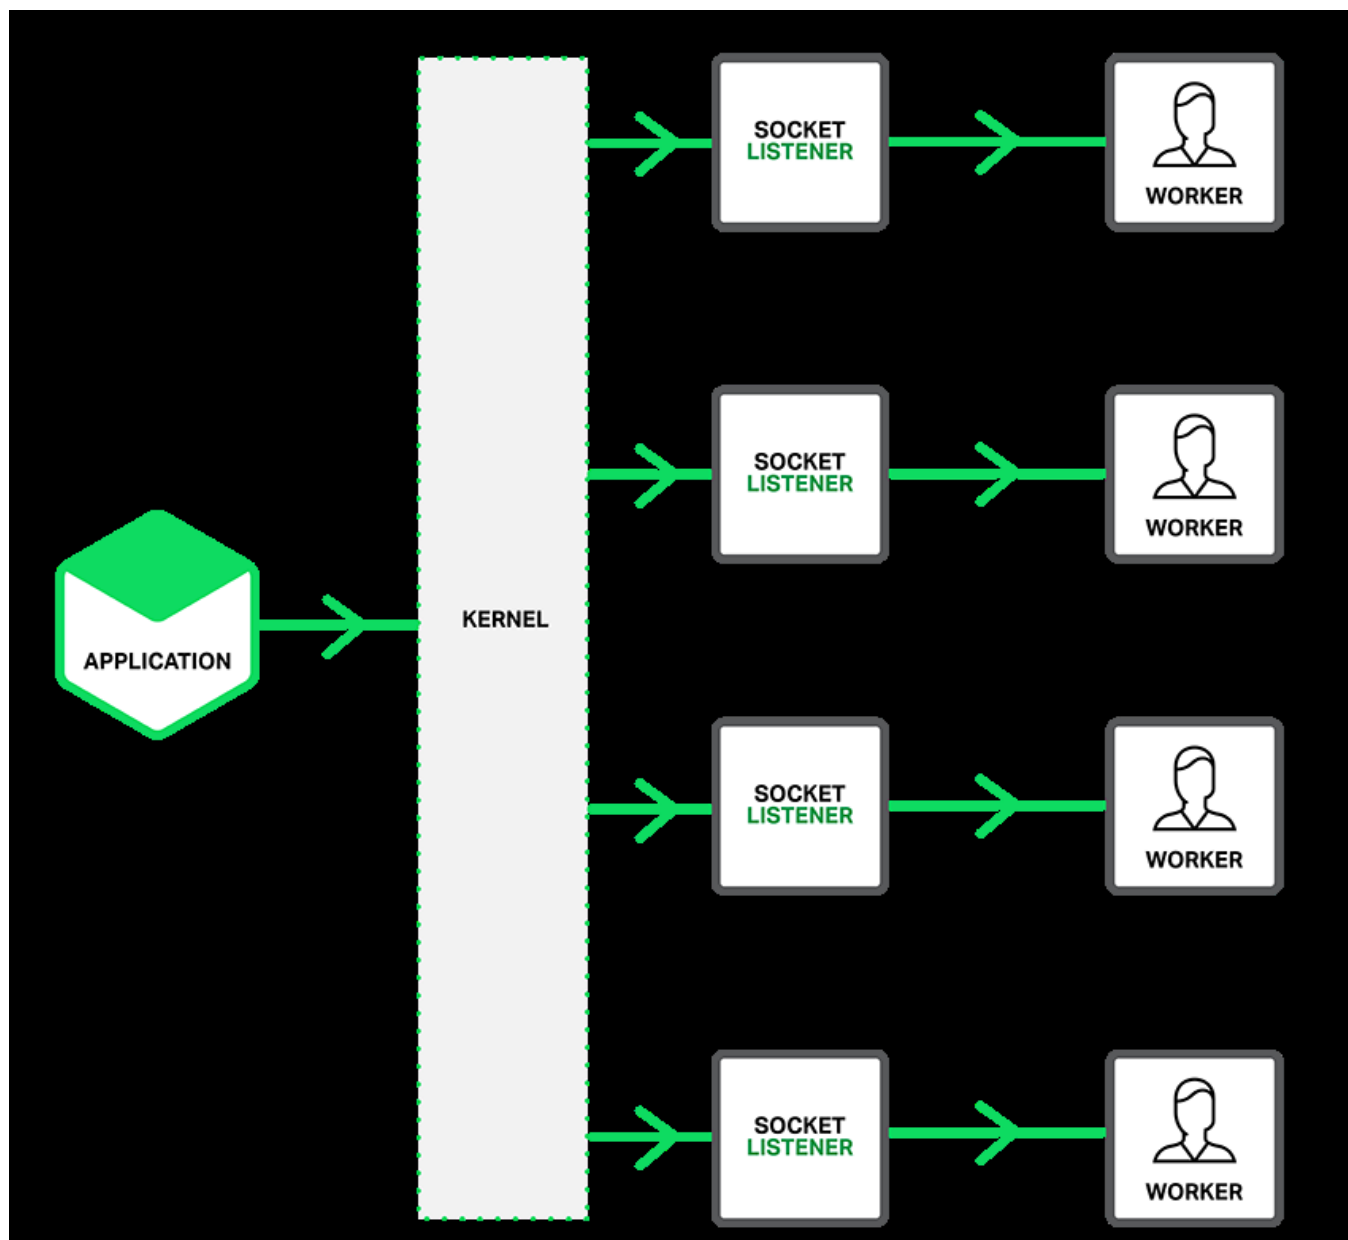 SOCKET
LISTENER
WORKER
SOCKET
LISTENER
WORKER
APPLICATION
KERNEL
SOCKET
LISTENER
WORKER
SOCKET
LISTENER
WORKER